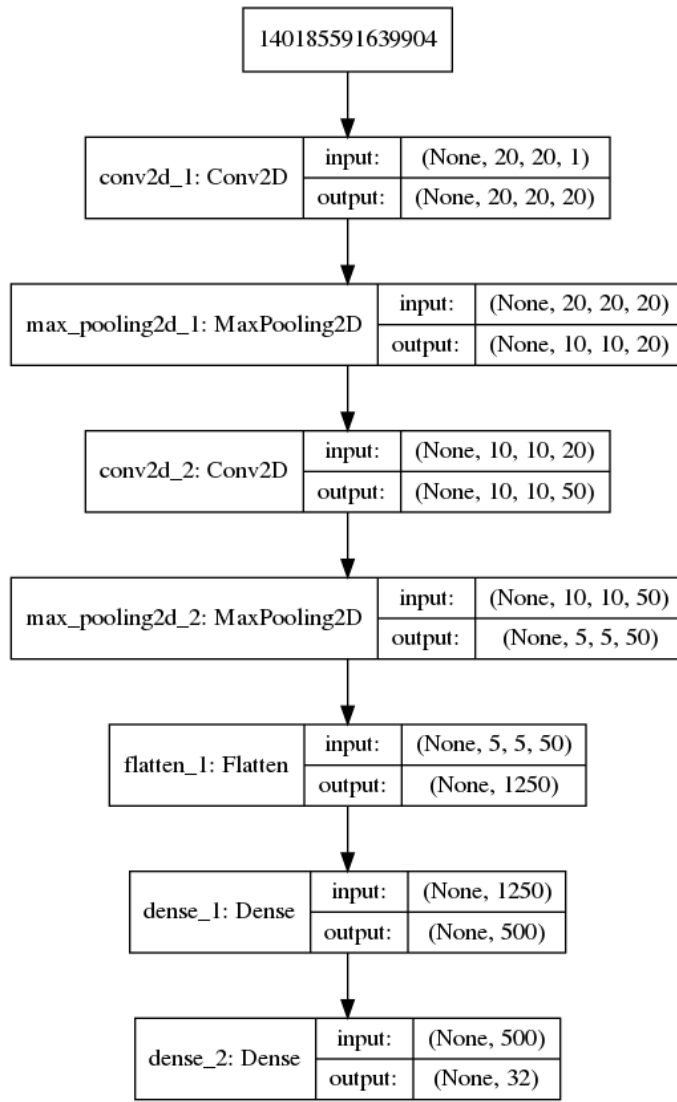 140185591639904
conv2d_1: Conv2D
input:
(None, 20, 20, 1)
output:
(None, 20, 20, 20)
max_pooling2d_1: MaxPooling2D
input:
(None, 20, 20, 20)
output:
(None, 10, 10, 20)
conv2d_2: Conv2D
input:
(None, 10, 10, 20)
output:
(None, 10, 10, 50)
max_pooling2d_2: MaxPooling2D
input:
(None, 10, 10, 50)
output:
(None, 5, 5, 50)
flatten_1: Flatten
input:
(None, 5, 5, 50)
output:
(None, 1250)
dense_1: Dense
input:
(None, 1250)
output:
(None, 500)
dense_2: Dense
input:
(None, 500)
output:
(None, 32)